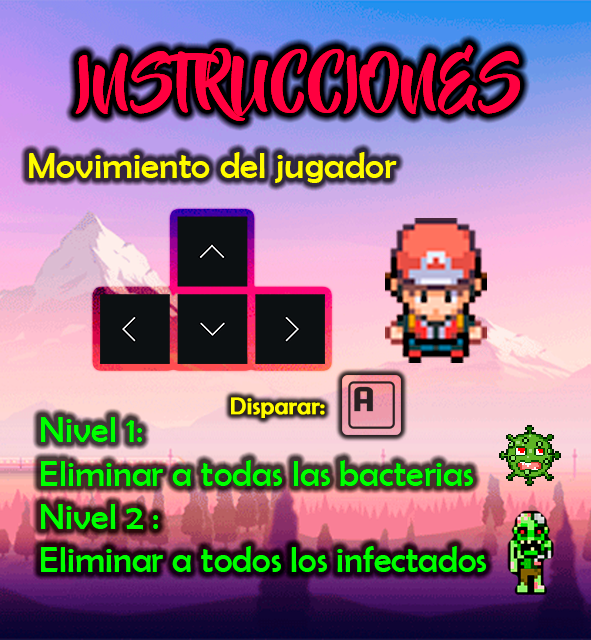 INSTRUCCIONES
Movimiento del jugador
Disparar: A
Nivel 1:
Eliminar a todas las bacterias
Nivel 2 :
Eliminar a todos los infectados